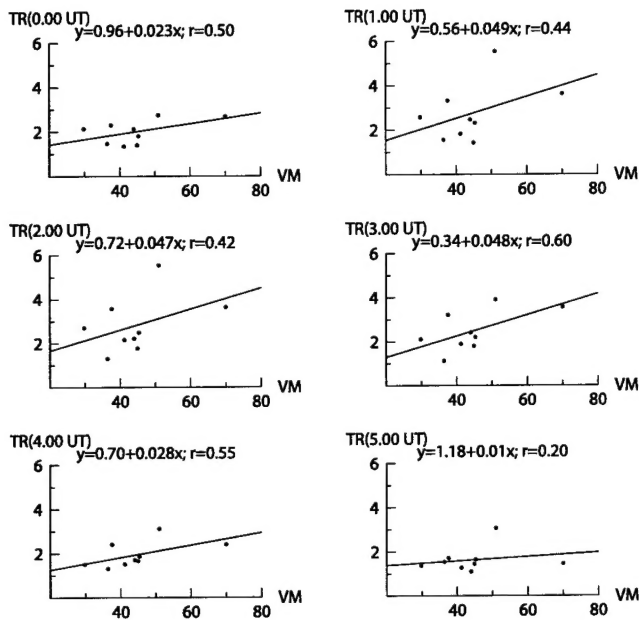 TR(0.00 UT)
y=0.96+0.023x; r=0.50
6
4
2
40
60
80
VM
TR(1.00 UT)
y=0.56+0.049x; r=0.44
6
4
2
40
60
80
VM
TR(2.00 UT)
y=0.72+0.047x; r=0.42
6
4
2
40
60
80
VM
TR(3.00 UT)
y=0.34+0.048x; r=0.60
6
4
2
40
60
80
VM
TR(4.00 UT)
y=0.70+0.028x; r=0.55
6
4
2
40
60
80
VM
TR(5.00 UT)
y=1.18+0.01x; r=0.20
6
4
2
40
60
80
VM